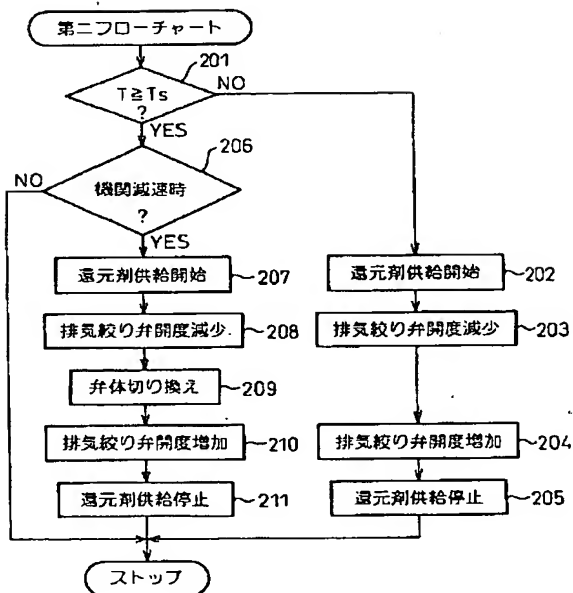 第二フローチャート
201
T≧Ts
?
NO
YES
206
NO
機関減速時
?
YES
還元剤供給開始
207
還元剤供給開始
202
排気絞り弁開度減少
208
排気絞り弁開度減少
203
弁体切り換え
209
排気絞り弁開度増加
210
排気絞り弁開度増加
204
還元剤供給停止
211
還元剤供給停止
205
ストップ